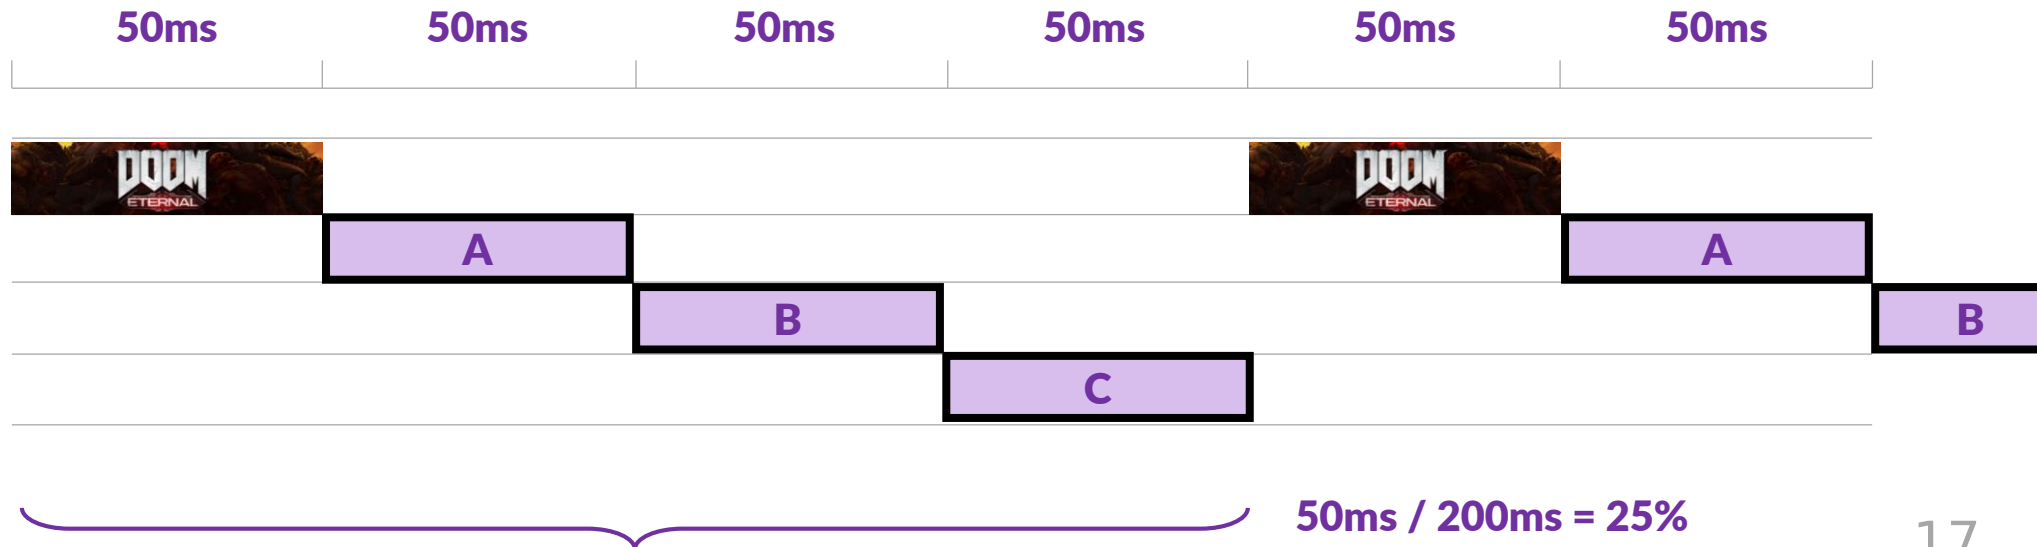 50ms 50ms 50ms 50ms 50ms 50ms
DOOM DOOM
ETERNAL ETERNAL
A A
B B
C
50ms / 200ms = 25%
17